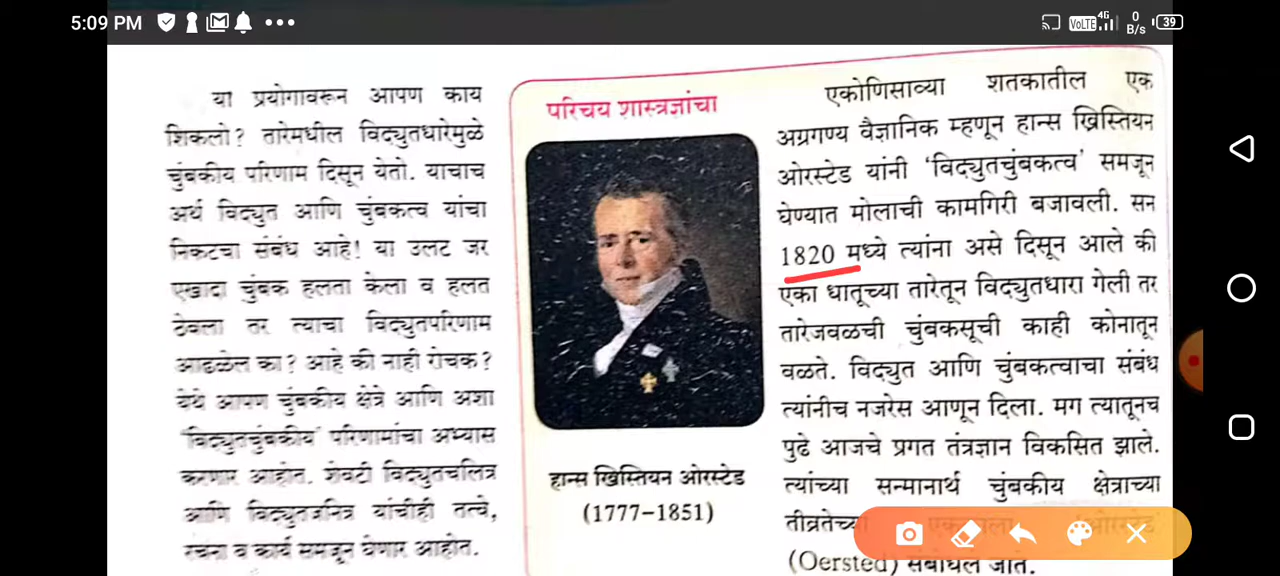 5:09 PM
VoLTE 4G 0 B/s 39
या प्रयोगावरून आपण काय
शिकलो? तारेमधील विद्युतधारेमुळे
चुंबकीय परिणाम दिसून येतो. याचाच
अर्थ विद्युत आणि चुंबकत्व यांचा
निकटचा संबंध आहे! या उलट जर
एखादा चुंबक हलता केला व हलत
ठेवला तर त्याचा विद्युतपरिणाम
आढळेल का? आहे की नाही रोचक?
येथे आपण चुंबकीय क्षेत्रे आणि अशा
'विद्युतचुंबकीय' परिणामांचा अभ्यास
करणार आहोत. शेवटी विद्युतचलित्र
आणि विद्युतजनित्र यांचीही तत्वे,
रचना व कार्य समजून घेणार आहोत.
परिचय शास्त्रज्ञांचा
हान्स ख्रिस्तियन ओरस्टेड
(1777-1851)
एकोणिसाव्या शतकातील एक
अग्रगण्य वैज्ञानिक म्हणून हान्स ख्रिस्तियन
ओरस्टेड यांनी 'विद्युतचुंबकत्व' समजून
घेण्यात मोलाची कामगिरी बजावली. सन
1820 मध्ये त्यांना असे दिसून आले की
एका धातूच्या तारेतून विद्युतधारा गेली तर
तारेजवळची चुंबकसूची काही कोनातून
वळते. विद्युत आणि चुंबकत्वाचा संबंध
त्यांनीच नजरेस आणून दिला. मग त्यातूनच
पुढे आजचे प्रगत तंत्रज्ञान विकसित झाले.
त्यांच्या सन्मानार्थ चुंबकीय क्षेत्राच्या
तीव्रतेच्या
(Oersted) संबोधले जाते.